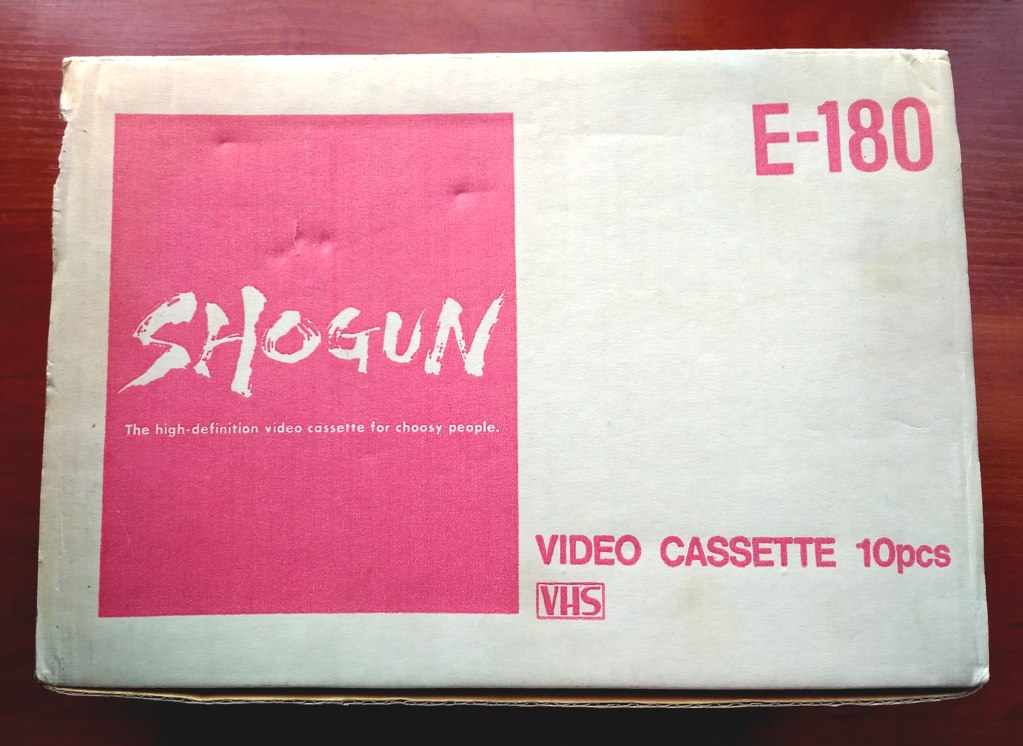 E-180
SHOGUN
The high-definition video cassette for choosy people.
VIDEO CASSETTE 10pcs
VHS